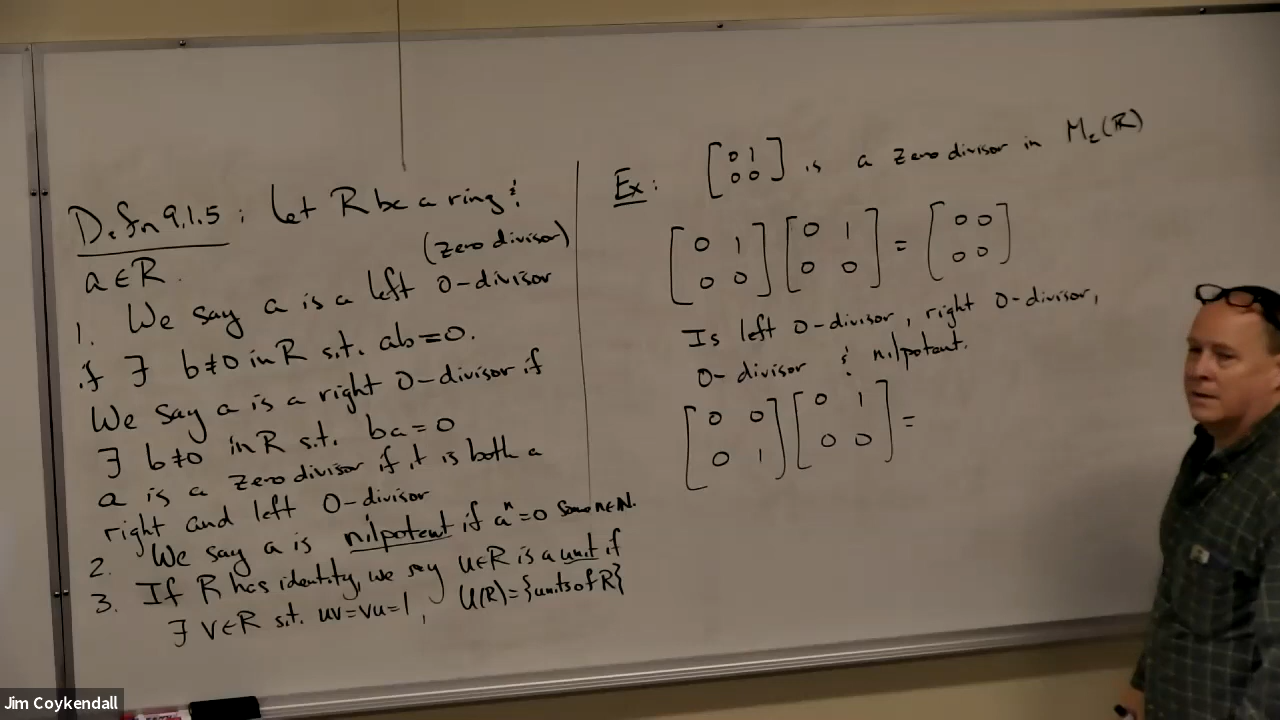 Defn 9.1.5: Let R be a ring &
a ∈ R.
(zero divisor)
1. We say a is a left 0-divisor
if ∃ b≠0 in R s.t. ab=0.
We say a is a right 0-divisor if
∃ b≠0 in R s.t. ba=0
a is a zero divisor if it is both a
right and left 0-divisor
2. We say a is nilpotent if aⁿ=0 some n∈N.
3. If R has identity, we say u∈R is a unit if
∃ v∈R s.t. uv=vu=1, U(R)={units of R}
Ex: [0 1; 0 0] is a zero divisor in M₂(R)
[0 1; 0 0] [0 1; 0 0] = [0 0; 0 0]
Is left 0-divisor, right 0-divisor,
0-divisor & nilpotent.
[0 0; 0 1] [0 1; 0 0] =
Jim Coykendall